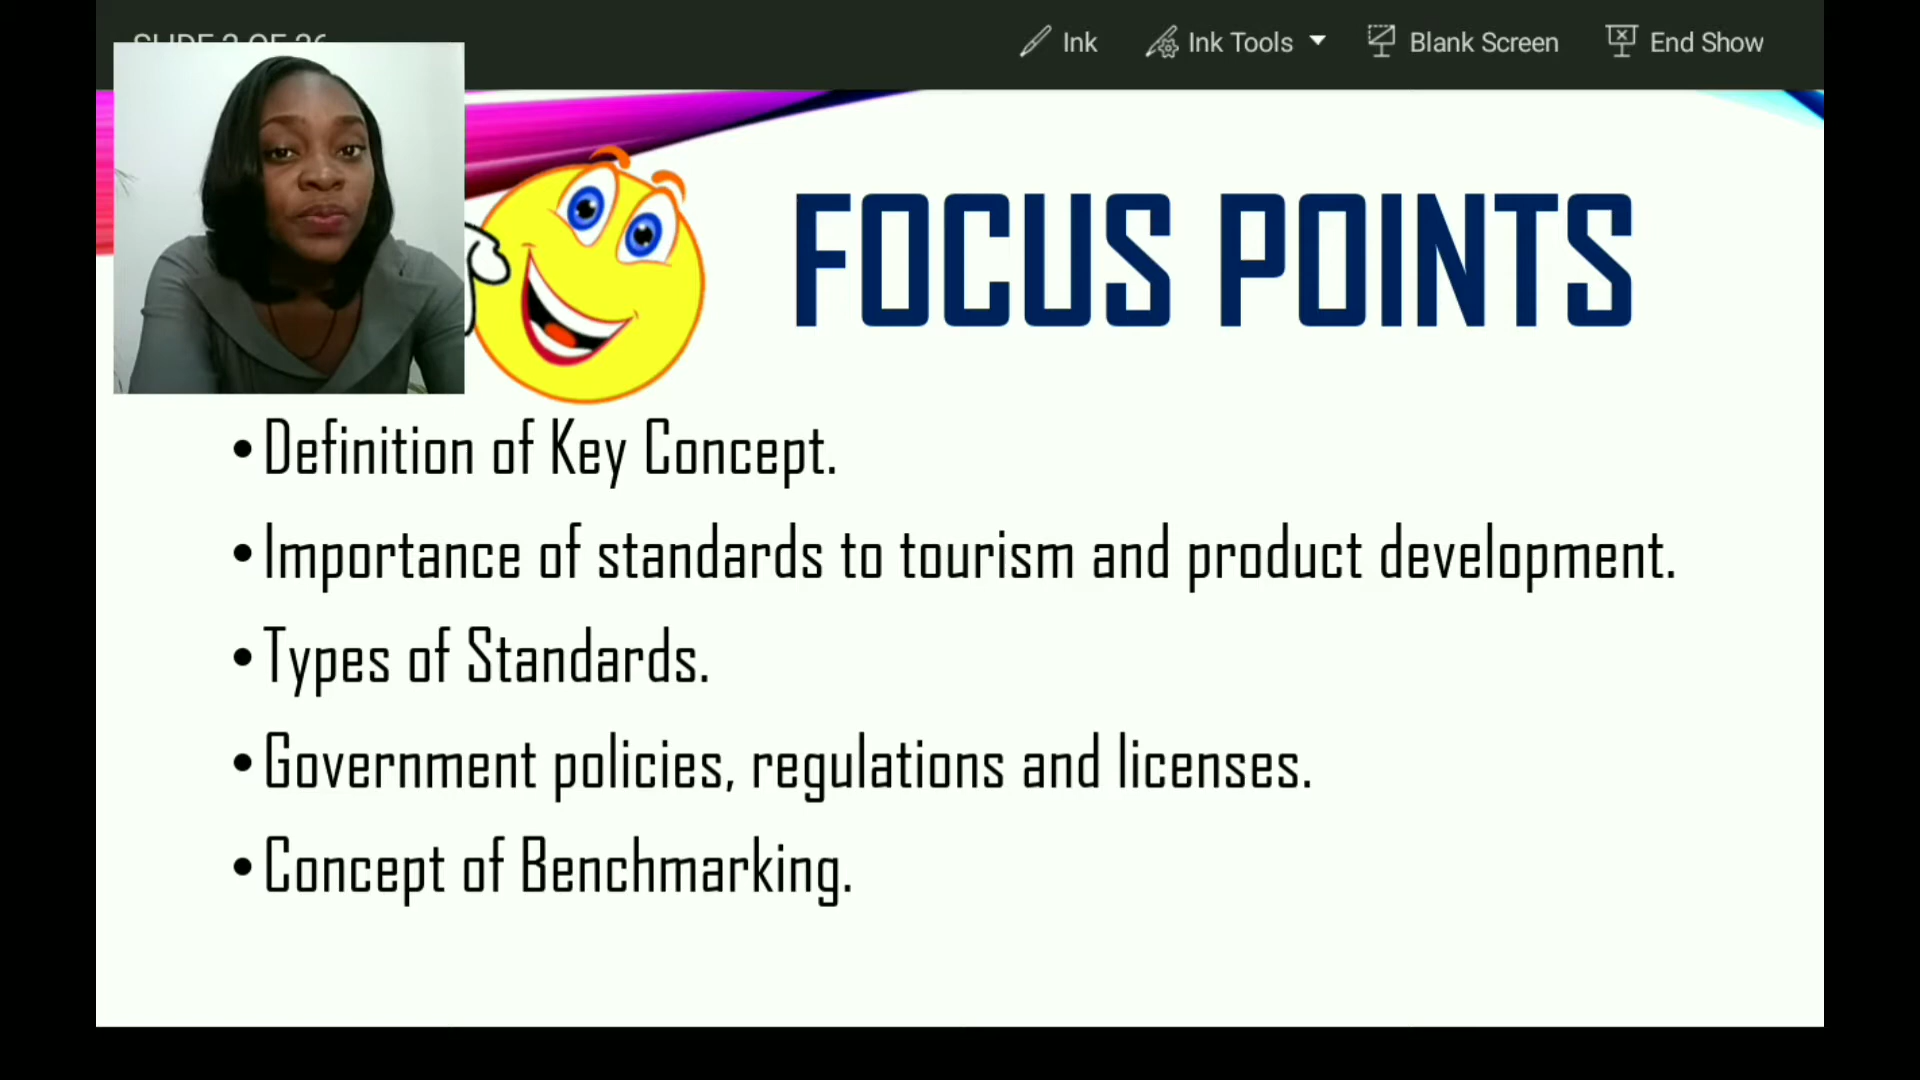 Ink
Ink Tools
Blank Screen
End Show
FOCUS POINTS
• Definition of Key Concept.
• Importance of standards to tourism and product development.
• Types of Standards.
• Government policies, regulations and licenses.
• Concept of Benchmarking.